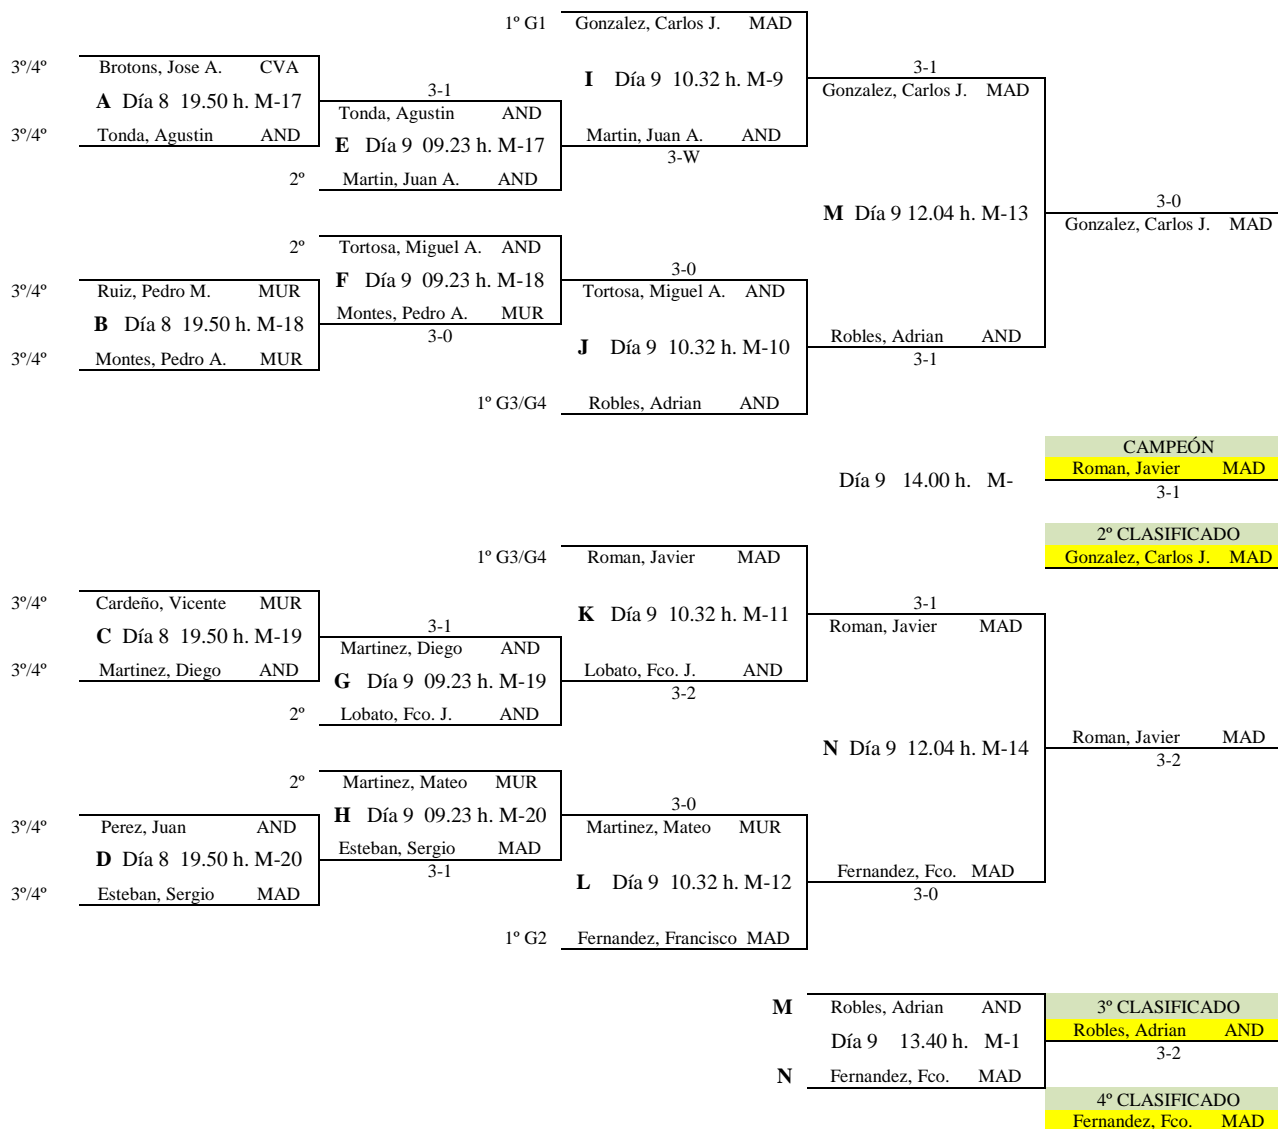 1º G1 Gonzalez, Carlos J. MAD
3º/4º Brotons, Jose A. CVA
A Día 8 19.50 h. M-17
3º/4º Tonda, Agustin AND
3-1
Tonda, Agustin AND
E Día 9 09.23 h. M-17
2º Martin, Juan A. AND
I Día 9 10.32 h. M-9
Martin, Juan A. AND
3-W
3-1
Gonzalez, Carlos J. MAD
M Día 9 12.04 h. M-13
3-0
Gonzalez, Carlos J. MAD
2º Tortosa, Miguel A. AND
F Día 9 09.23 h. M-18
Montes, Pedro A. MUR
3-0
3º/4º Ruiz, Pedro M. MUR
B Día 8 19.50 h. M-18
3º/4º Montes, Pedro A. MUR
3-0
Tortosa, Miguel A. AND
J Día 9 10.32 h. M-10
1º G3/G4 Robles, Adrian AND
Robles, Adrian AND
3-1
CAMPEÓN
Día 9 14.00 h. M-
Roman, Javier MAD
3-1
2º CLASIFICADO
Gonzalez, Carlos J. MAD
1º G3/G4 Roman, Javier MAD
3º/4º Cardeño, Vicente MUR
C Día 8 19.50 h. M-19
3º/4º Martinez, Diego AND
3-1
Martinez, Diego AND
G Día 9 09.23 h. M-19
2º Lobato, Fco. J. AND
K Día 9 10.32 h. M-11
Lobato, Fco. J. AND
3-2
3-1
Roman, Javier MAD
N Día 9 12.04 h. M-14
Roman, Javier MAD
3-2
2º Martinez, Mateo MUR
H Día 9 09.23 h. M-20
Esteban, Sergio MAD
3-1
3º/4º Perez, Juan AND
D Día 8 19.50 h. M-20
3º/4º Esteban, Sergio MAD
3-0
Martinez, Mateo MUR
L Día 9 10.32 h. M-12
1º G2 Fernandez, Francisco MAD
Fernandez, Fco. MAD
3-0
M Robles, Adrian AND
Día 9 13.40 h. M-1
N Fernandez, Fco. MAD
3º CLASIFICADO
Robles, Adrian AND
3-2
4º CLASIFICADO
Fernandez, Fco. MAD